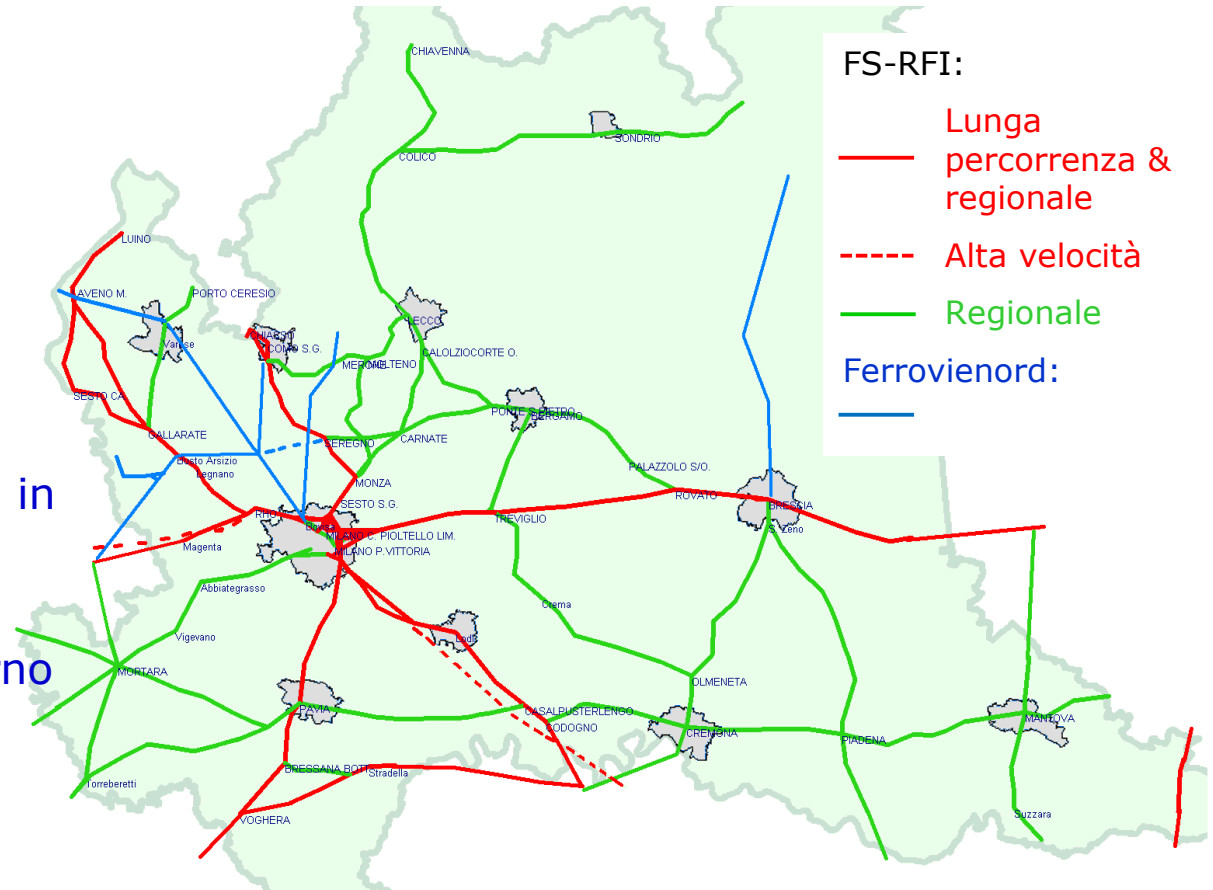 CHIAVENNA
FS-RFI:
Lunga
percorrenza &
regionale
Alta velocità
Regionale
Ferrovienord:
SONDRIO
COLICO
LUINO
LAVENO M.
PORTO CERESIO
Varese
CHIASSO
COMO S.G.
LECCO
CALOLZIOCORTE O.
MERONE
MOLTENO
SESTO CA.
PONTE S.PIETRO
BERGAMO
GALLARATE
SEREGNO
CARNATE
Busto Arsizio
Legnano
PALAZZOLO S/O.
MONZA
ROVATO
in
SESTO S.G.
BRESCIA
RHO
TREVIGLIO
S. Zeno
MILANO C.
PIOLTELLO LIM.
Magenta
MILANO P.VITTORIA
Abbiategrasso
Crema
Vigevano
Lodi
rno
MORTARA
OLMENETA
PAVIA
CASALPUSTERLENGO
CODOGNO
CREMONA
MANTOVA
PIADENA
BRESSANA BOTT.
Stradella
Torreberetti
VOGHERA
Suzzara